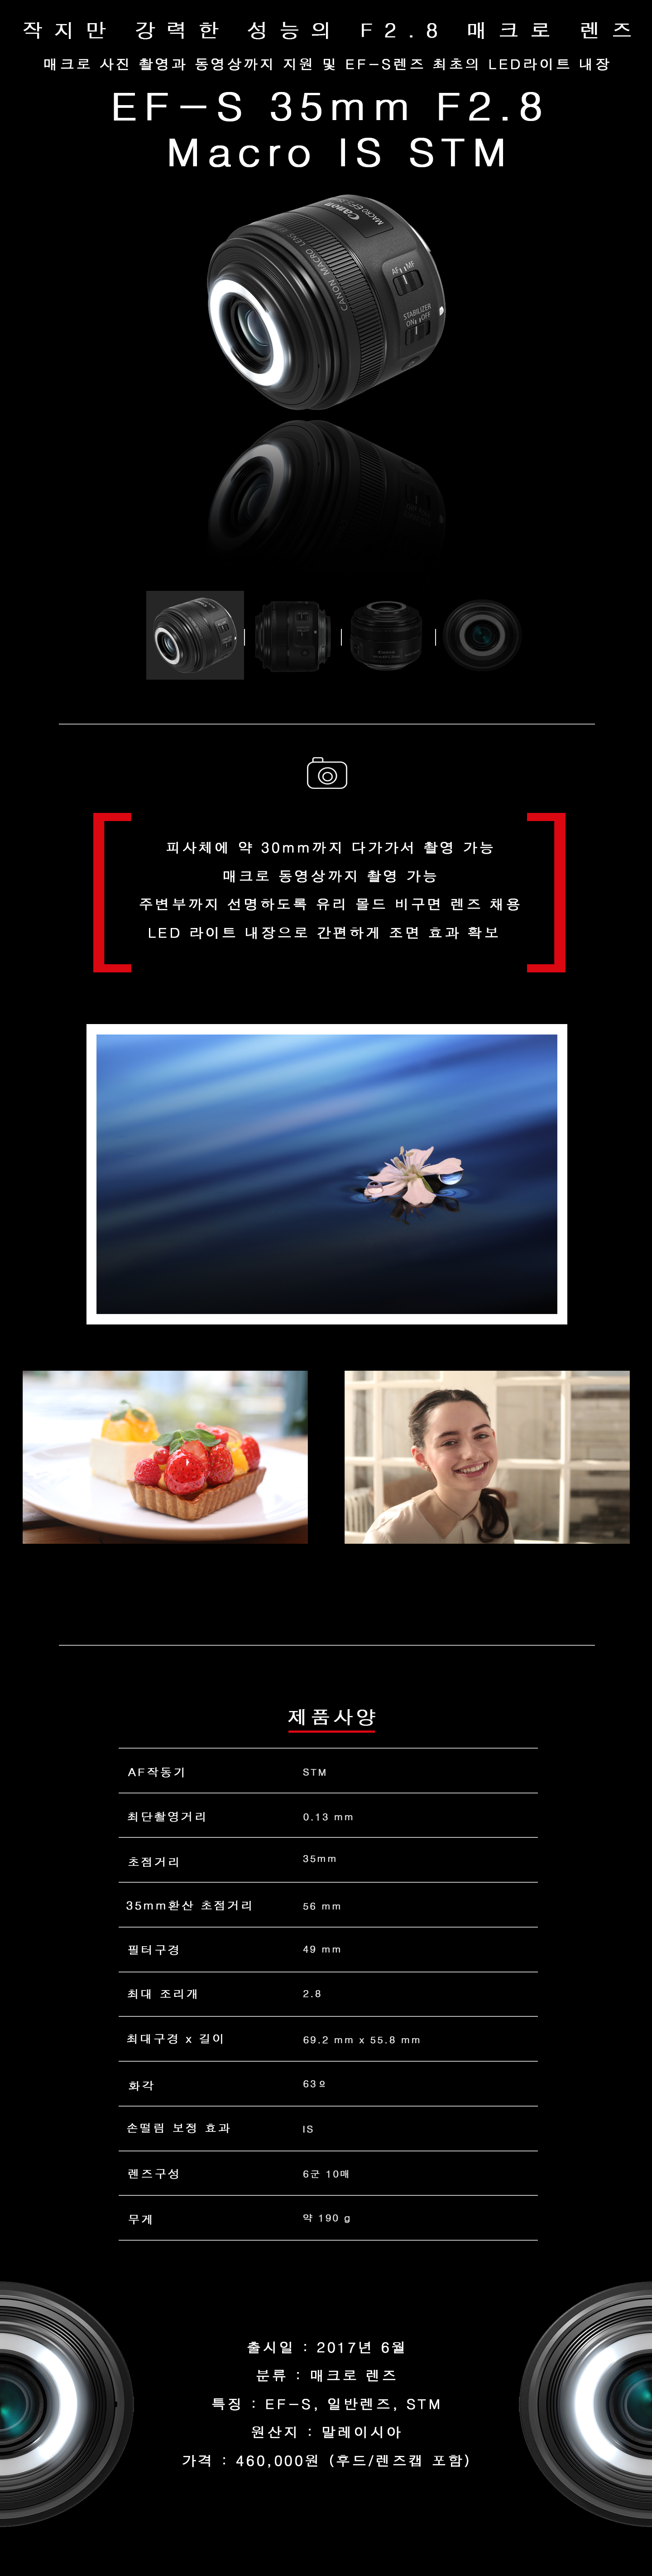 작지만 강력한 성능의 F2.8 매크로 렌즈
매크로 사진 촬영과 동영상까지 지원 및 EF-S렌즈 최초의 LED라이트 내장
EF-S 35mm F2.8
Macro IS STM
Canon
MACRO EF-S
CANON MACRO LENS
AF MF
STABILIZER
ON OFF
피사체에 약 30mm까지 다가가서 촬영 가능
매크로 동영상까지 촬영 가능
주변부까지 선명하도록 유리 몰드 비구면 렌즈 채용
LED 라이트 내장으로 간편하게 조면 효과 확보
제품사양
AF작동기 STM
최단촬영거리 0.13 mm
초점거리 35mm
35mm환산 초점거리 56 mm
필터구경 49 mm
최대 조리개 2.8
최대구경 x 길이 69.2 mm x 55.8 mm
화각 63º
손떨림 보정 효과 IS
렌즈구성 6군 10매
무게 약 190 g
출시일 : 2017년 6월
분류 : 매크로 렌즈
특징 : EF-S, 일반렌즈, STM
원산지 : 말레이시아
가격 : 460,000원 (후드/렌즈캡 포함)